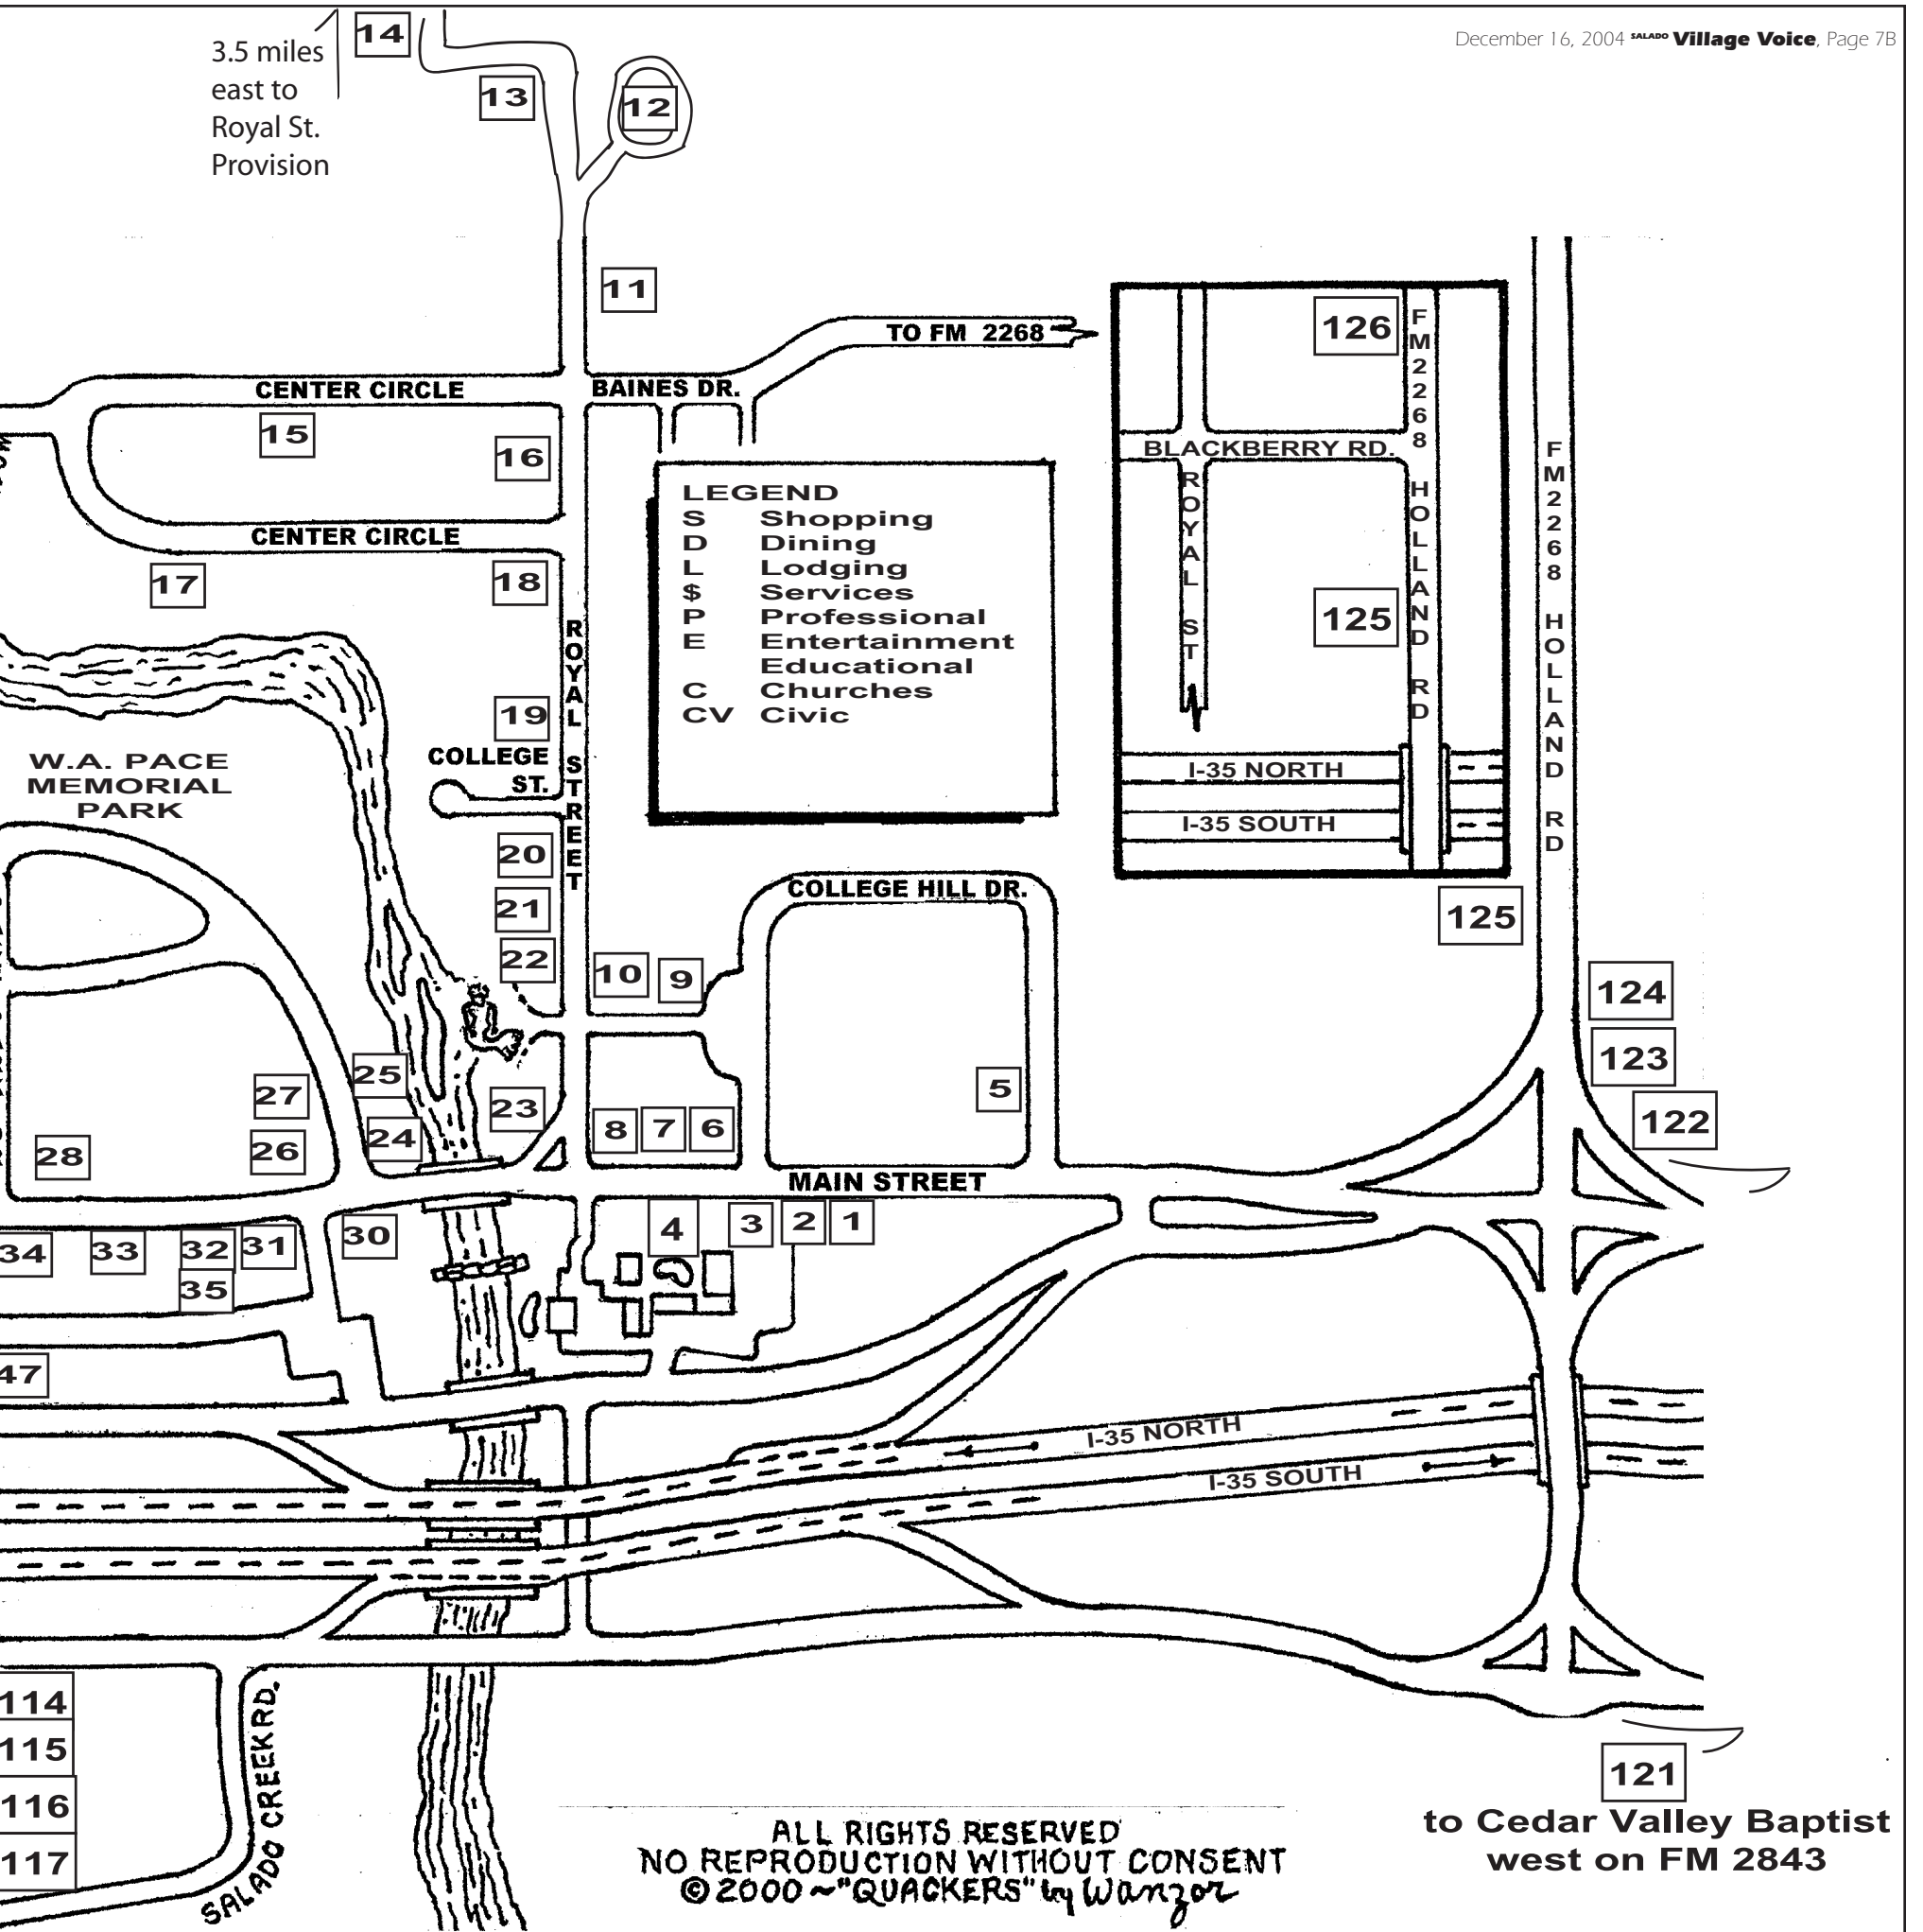 December 16, 2004 SALADO Village Voice, Page 7B
3.5 miles
east to
Royal St.
Provision
14
13
12
11
TO FM 2268
CENTER CIRCLE
BAINES DR.
15
16
CENTER CIRCLE
17
18
ROYAL STREET
19
COLLEGE
ST.
LEGEND
S Shopping
D Dining
L Lodging
$ Services
P Professional
E Entertainment
Educational
C Churches
CV Civic
126
FM2268 HOLLAND RD
BLACKBERRY RD.
ROYAL ST
125
I-35 NORTH
I-35 SOUTH
FM2268 HOLLAND RD
W.A. PACE
MEMORIAL
PARK
20
21
22
10
9
COLLEGE HILL DR.
125
124
123
122
5
25
27
23
24
26
28
8
7
6
MAIN STREET
4
3
2
1
30
31
32
33
34
35
47
I-35 NORTH
I-35 SOUTH
114
115
116
117
SALADO CREEK RD.
121
to Cedar Valley Baptist
west on FM 2843
ALL RIGHTS RESERVED
NO REPRODUCTION WITHOUT CONSENT
© 2000 ~ "QUACKERS" by Wanzor